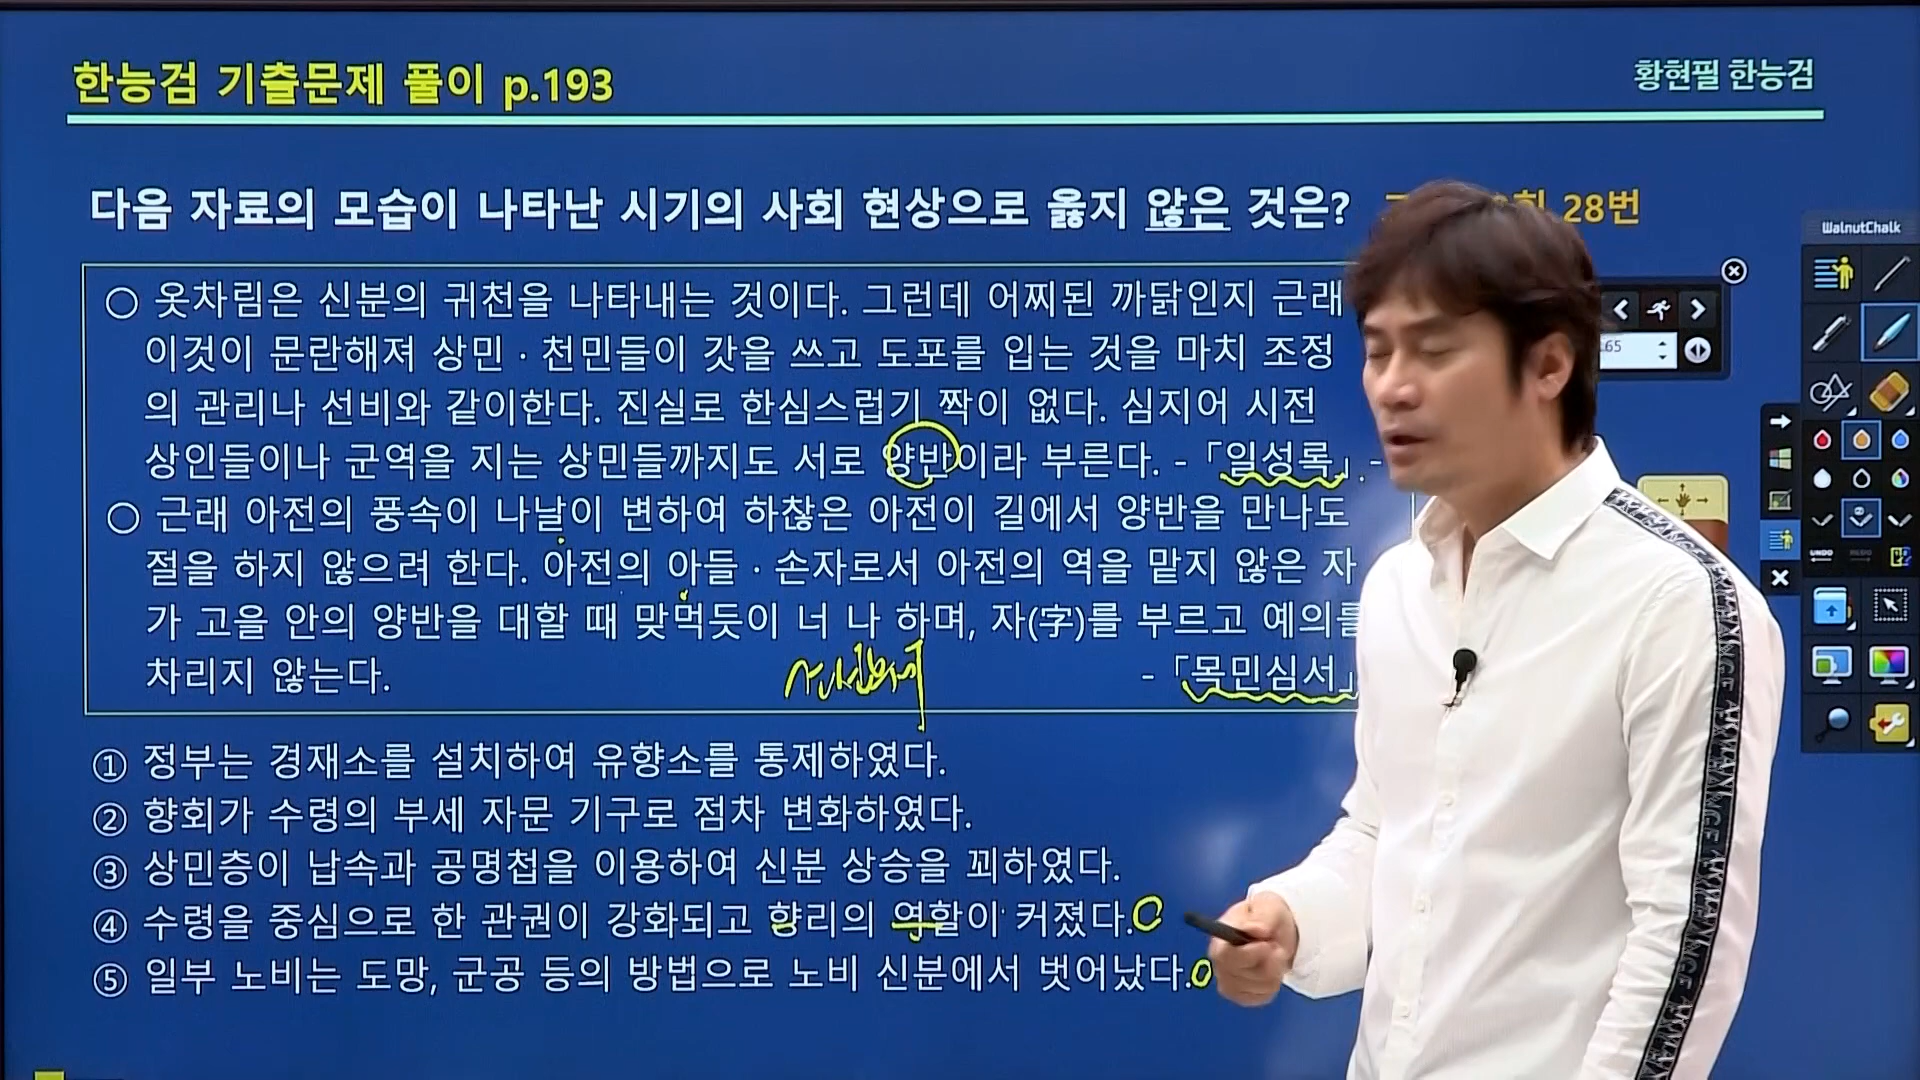 한능검 기출문제 풀이 p.193
황현필 한능검
다음 자료의 모습이 나타난 시기의 사회 현상으로 옳지 않은 것은? 28번
WalnutChalk
○ 옷차림은 신분의 귀천을 나타내는 것이다. 그런데 어찌된 까닭인지 근래
이것이 문란해져 상민 · 천민들이 갓을 쓰고 도포를 입는 것을 마치 조정
의 관리나 선비와 같이한다. 진실로 한심스럽기 짝이 없다. 심지어 시전
상인들이나 군역을 지는 상민들까지도 서로 양반이라 부른다. -「일성록」-
○ 근래 아전의 풍속이 나날이 변하여 하찮은 아전이 길에서 양반을 만나도
절을 하지 않으려 한다. 아전의 아들 · 손자로서 아전의 역을 맡지 않은 자
가 고을 안의 양반을 대할 때 맞먹듯이 너 나 하며, 자(字)를 부르고 예의를
차리지 않는다. -「목민심서」
① 정부는 경재소를 설치하여 유향소를 통제하였다.
② 향회가 수령의 부세 자문 기구로 점차 변화하였다.
③ 상민층이 납속과 공명첩을 이용하여 신분 상승을 꾀하였다.
④ 수령을 중심으로 한 관권이 강화되고 향리의 역할이 커졌다.
⑤ 일부 노비는 도망, 군공 등의 방법으로 노비 신분에서 벗어났다.
65
UNDO